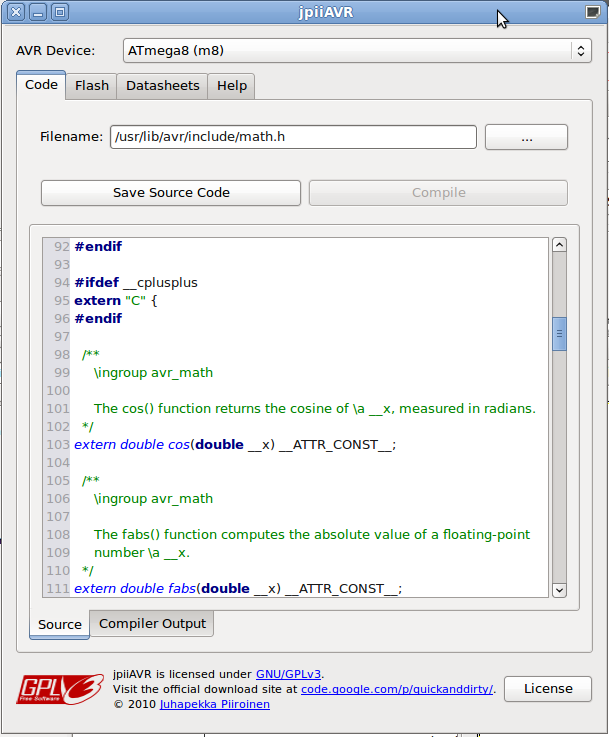 jpiiAVR
AVR Device: ATmega8 (m8)
Code Flash Datasheets Help
Filename: /usr/lib/avr/include/math.h ...
Save Source Code Compile
92 #endif
93
94 #ifdef __cplusplus
95 extern "C" {
96 #endif
97
98 /**
99 \ingroup avr_math
100
101 The cos() function returns the cosine of \a __x, measured in radians.
102 */
103 extern double cos(double __x) __ATTR_CONST__;
104
105 /**
106 \ingroup avr_math
107
108 The fabs() function computes the absolute value of a floating-point
109 number \a __x.
110 */
111 extern double fabs(double __x) __ATTR_CONST__;
Source Compiler Output
GPLv3
Free Software
jpiiAVR is licensed under GNU/GPLv3.
Visit the official download site at code.google.com/p/quickanddirty/.
© 2010 Juhapekka Piiroinen
License